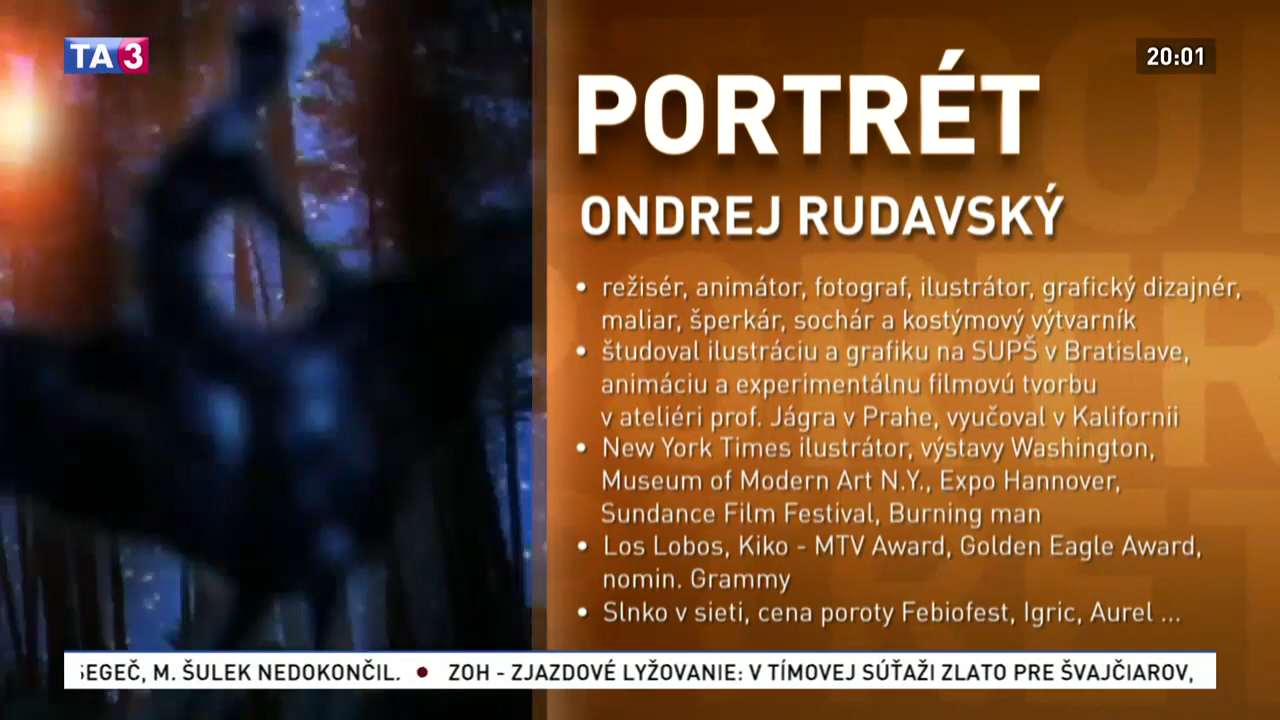 TA3
20:01
PORTRÉT
ONDREJ RUDAVSKÝ
• režisér, animátor, fotograf, ilustrátor, grafický dizajnér,
maliar, šperkár, sochár a kostýmový výtvarník
• študoval ilustráciu a grafiku na SUPŠ v Bratislave,
animáciu a experimentálnu filmovú tvorbu
v ateliéri prof. Jágra v Prahe, vyučoval v Kalifornii
• New York Times ilustrátor, výstavy Washington,
Museum of Modern Art N.Y., Expo Hannover,
Sundance Film Festival, Burning man
• Los Lobos, Kiko - MTV Award, Golden Eagle Award,
nomin. Grammy
• Slnko v sieti, cena poroty Febiofest, Igric, Aurel ...
M. ŠULEK NEDOKONČIL. • ZOH - ZJAZDOVÉ LYŽOVANIE: V TÍMOVEJ SÚŤAŽI ZLATO PRE ŠVAJČIAROV,